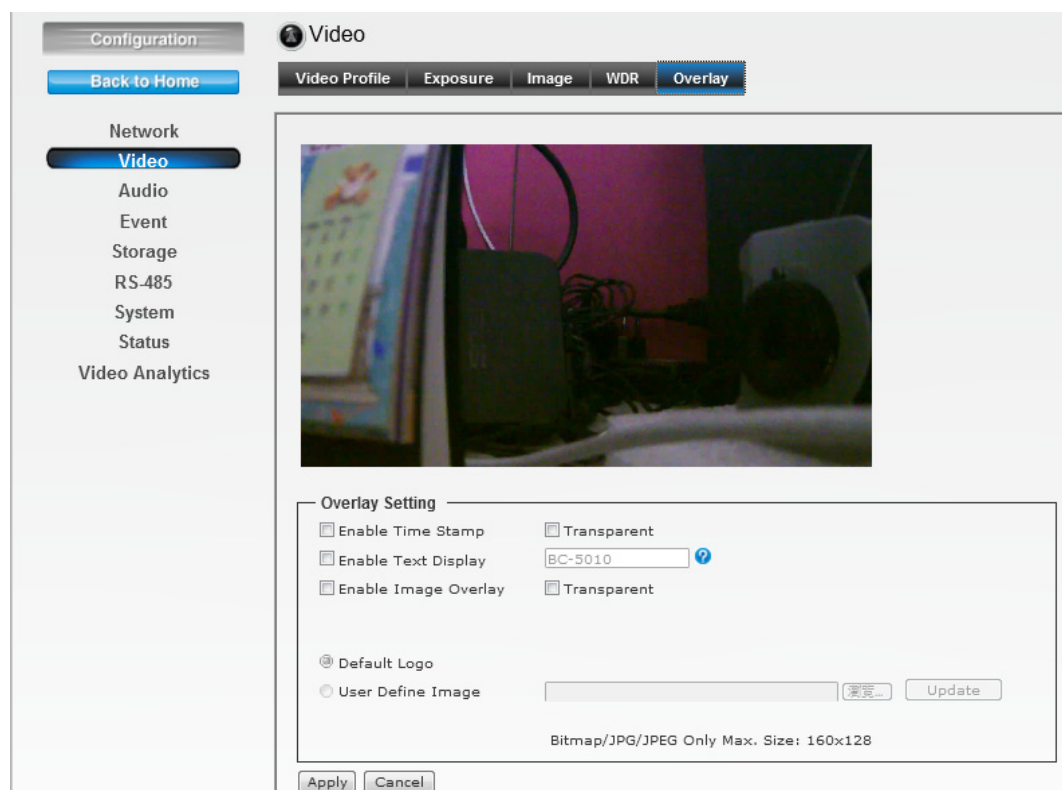 Configuration
Video
Back to Home
Video Profile Exposure Image WDR Overlay
Network
Video
Audio
Event
Storage
RS-485
System
Status
Video Analytics
Overlay Setting
Enable Time Stamp Transparent
Enable Text Display BC-5010 ?
Enable Image Overlay Transparent
Default Logo
User Define Image 瀏覽... Update
Bitmap/JPG/JPEG Only Max. Size: 160x128
Apply Cancel